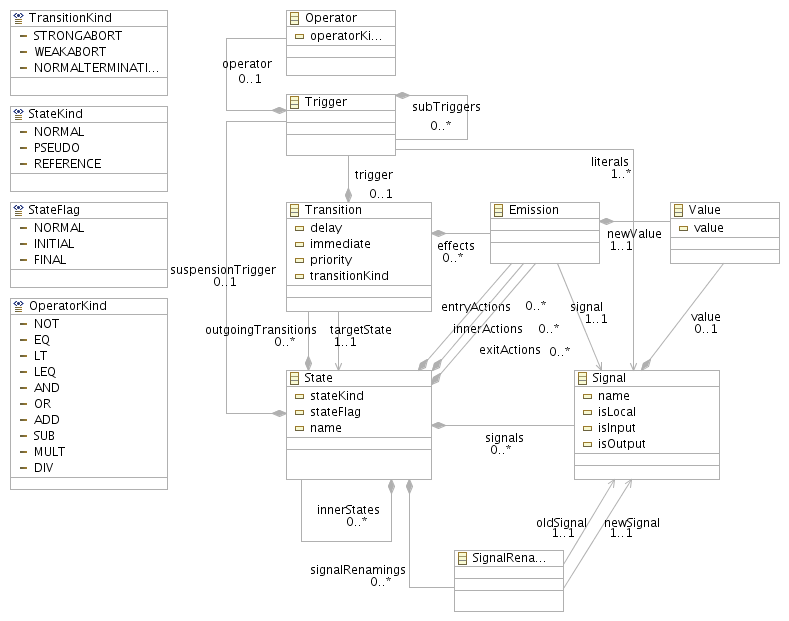 TransitionKind
STRONGABORT
WEAKABORT
NORMALTERMINATI...
StateKind
NORMAL
PSEUDO
REFERENCE
StateFlag
NORMAL
INITIAL
FINAL
OperatorKind
NOT
EQ
LT
LEQ
AND
OR
ADD
SUB
MULT
DIV
Operator
operatorKi...
operator
0..1
Trigger
subTriggers
0..*
literals
1..*
trigger
0..1
Transition
delay
immediate
priority
transitionKind
effects
0..*
Emission
newValue
1..1
Value
value
suspensionTrigger
0..1
outgoingTransitions
0..*
targetState
1..1
entryActions 0..*
innerActions 0..*
exitActions 0..*
signal
1..1
value
0..1
State
stateKind
stateFlag
name
signals
0..*
Signal
name
isLocal
isInput
isOutput
innerStates
0..*
signalRenamings
0..*
oldSignal
1..1
newSignal
1..1
SignalRena...